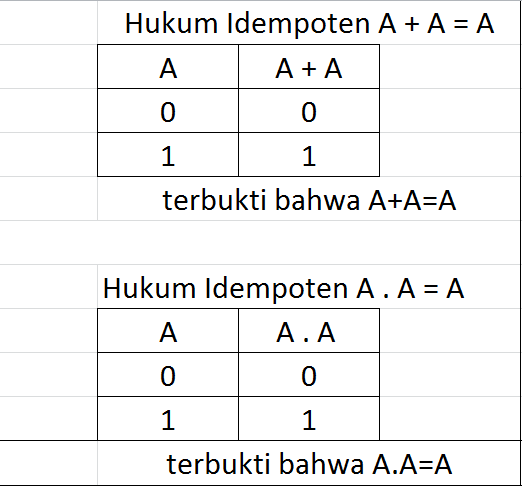 Hukum Idempoten A + A = A
A A + A
0 0
1 1
terbukti bahwa A+A=A
Hukum Idempoten A . A = A
A A . A
0 0
1 1
terbukti bahwa A.A=A